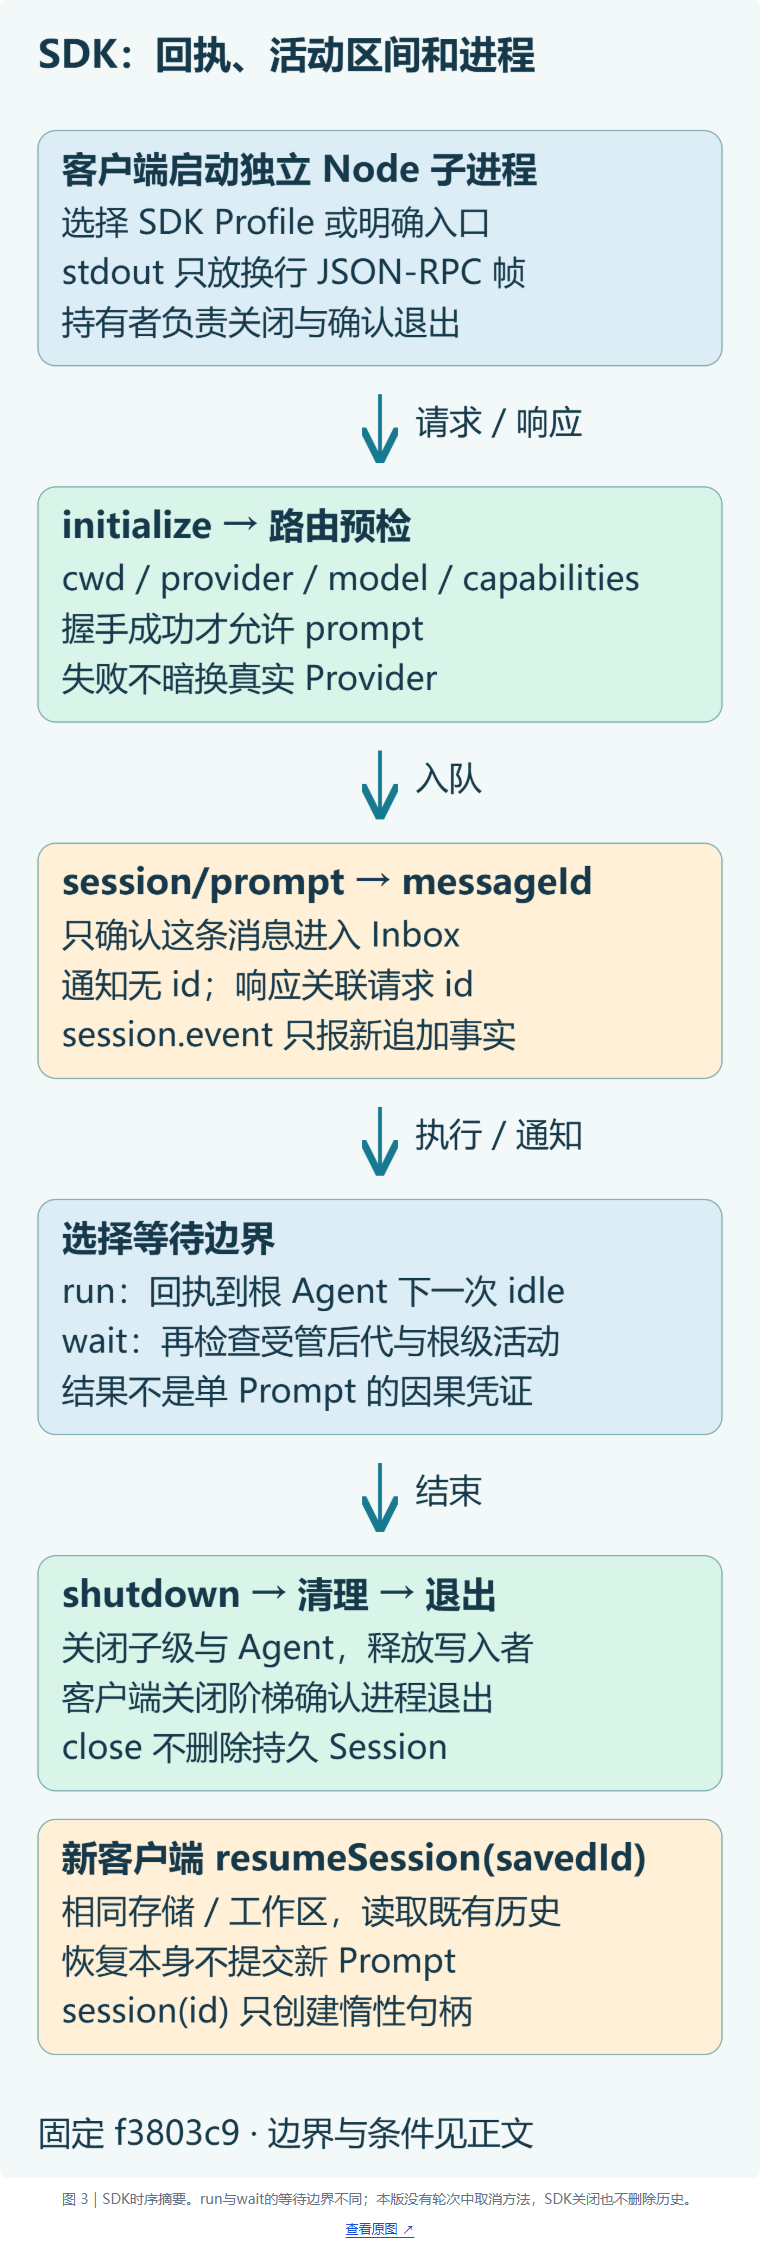 SDK：回执、活动区间和进程
客户端启动独立 Node 子进程
选择 SDK Profile 或明确入口
stdout 只放换行 JSON-RPC 帧
持有者负责关闭与确认退出
请求 / 响应
initialize → 路由预检
cwd / provider / model / capabilities
握手成功才允许 prompt
失败不暗换真实 Provider
入队
session/prompt → messageId
只确认这条消息进入 Inbox
通知无 id；响应关联请求 id
session.event 只报新追加事实
执行 / 通知
选择等待边界
run：回执到根 Agent 下一次 idle
wait：再检查受管后代与根级活动
结果不是单 Prompt 的因果凭证
结束
shutdown → 清理 → 退出
关闭子级与 Agent，释放写入者
客户端关闭阶梯确认进程退出
close 不删除持久 Session
新客户端 resumeSession(savedId)
相同存储 / 工作区，读取既有历史
恢复本身不提交新 Prompt
session(id) 只创建惰性句柄
固定 f3803c9 · 边界与条件见正文
图 3 | SDK时序摘要。run与wait的等待边界不同；本版没有轮次中取消方法，SDK关闭也不删除历史。
查看原图 ↗